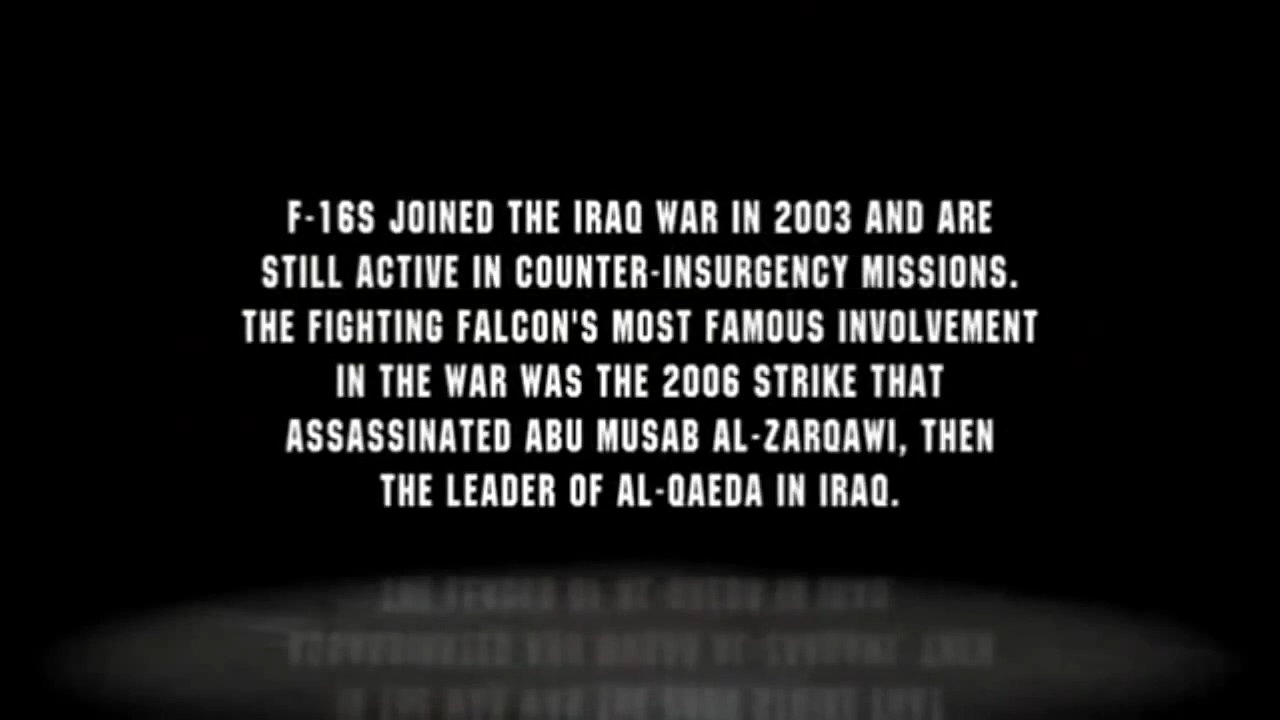 F-16S JOINED THE IRAQ WAR IN 2003 AND ARE
STILL ACTIVE IN COUNTER-INSURGENCY MISSIONS.
THE FIGHTING FALCON'S MOST FAMOUS INVOLVEMENT
IN THE WAR WAS THE 2006 STRIKE THAT
ASSASSINATED ABU MUSAB AL-ZARQAWI, THEN
THE LEADER OF AL-QAEDA IN IRAQ.